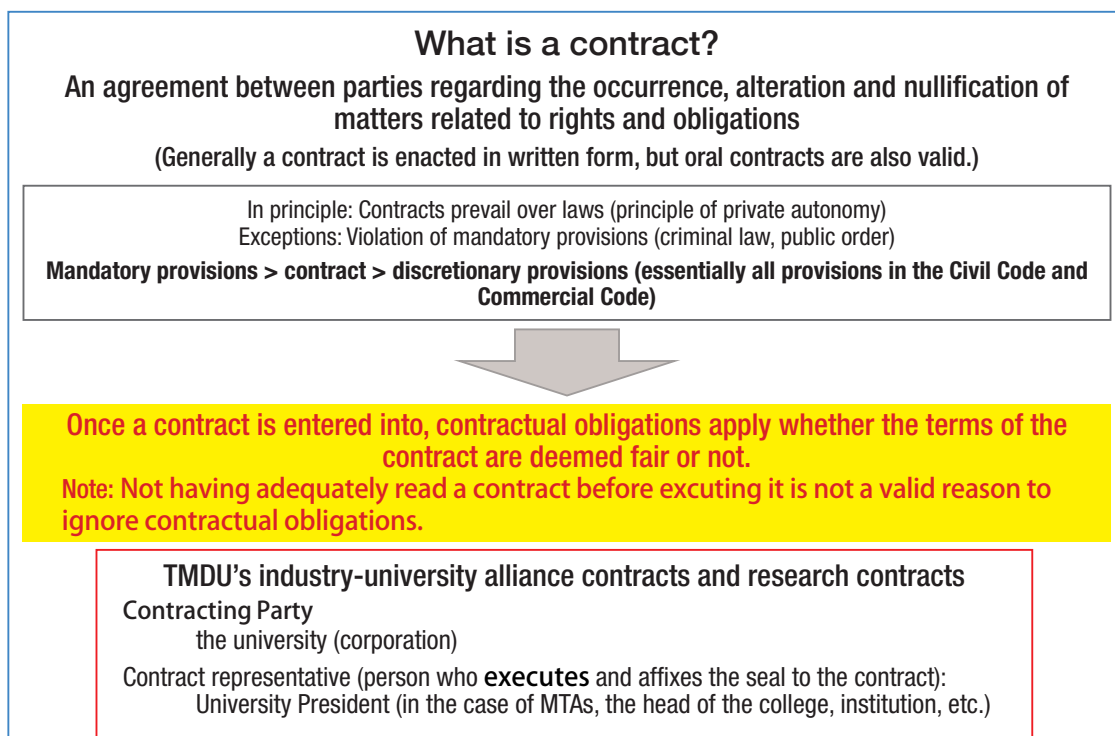 What is a contract?
An agreement between parties regarding the occurrence, alteration and nullification of
matters related to rights and obligations
(Generally a contract is enacted in written form, but oral contracts are also valid.)
In principle: Contracts prevail over laws (principle of private autonomy)
Exceptions: Violation of mandatory provisions (criminal law, public order)
Mandatory provisions > contract > discretionary provisions (essentially all provisions in the Civil Code and
Commercial Code)
Once a contract is entered into, contractual obligations apply whether the terms of the
contract are deemed fair or not.
Note: Not having adequately read a contract before excuting it is not a valid reason to
ignore contractual obligations.
TMDU's industry-university alliance contracts and research contracts
Contracting Party
the university (corporation)
Contract representative (person who executes and affixes the seal to the contract):
University President (in the case of MTAs, the head of the college, institution, etc.)